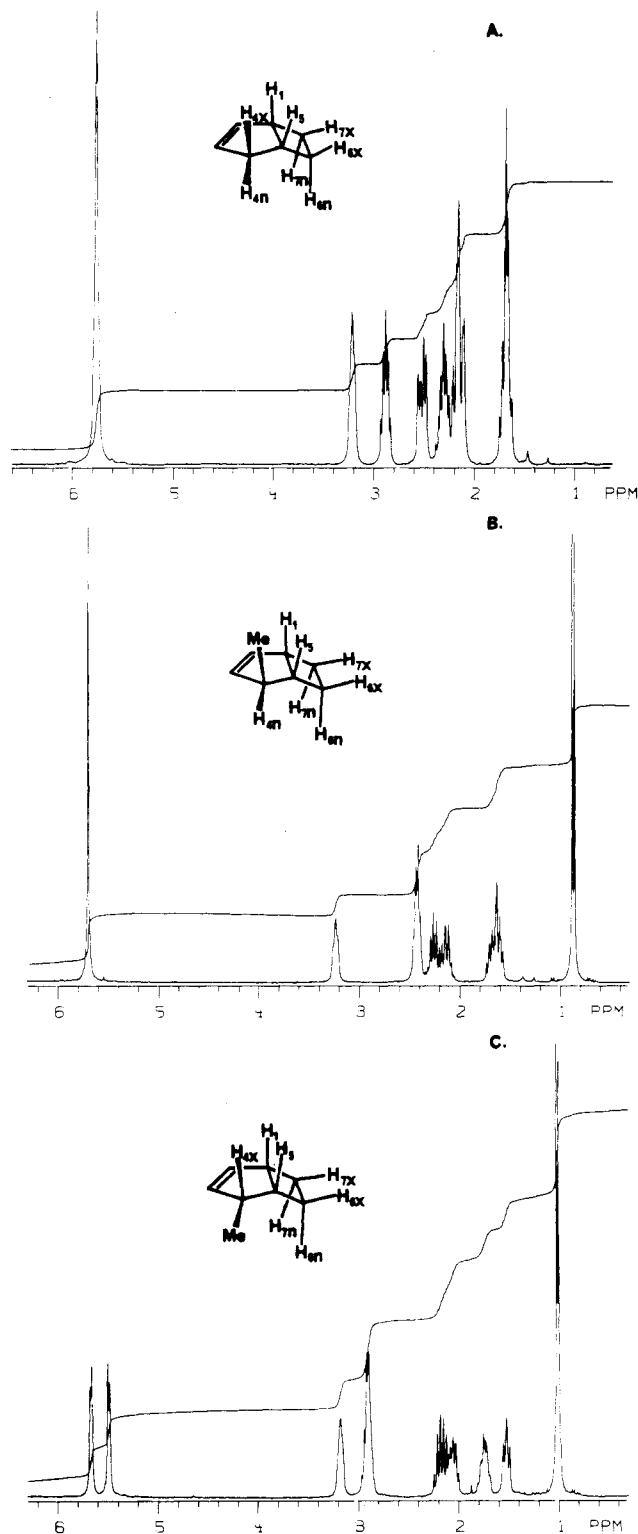 A.
H1
H4X H5
H7X
H6X
H7n
H4n H6n
6 5 4 3 2 1 PPM
B.
H1
Me
H5
H7X
H6X
H7n
H4n
H6n
6 5 4 3 2 1 PPM
C.
H1
H4X H5
H7X
H6X
H7n
Me
H6n
6 5 4 3 2 1 PPM